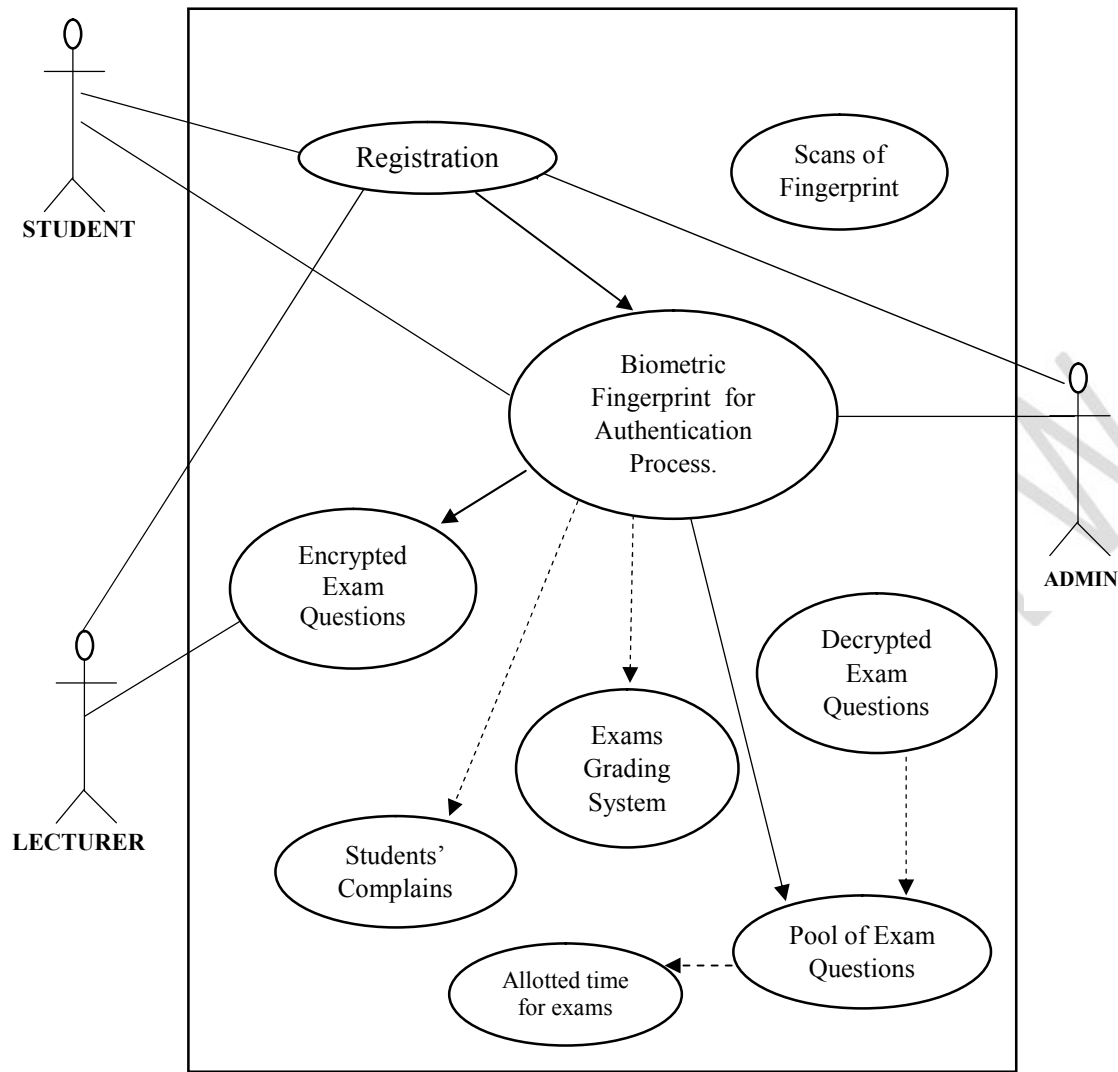 STUDENT
Registration
Scans of
Fingerprint
Biometric
Fingerprint for
Authentication
Process.
ADMIN
Encrypted
Exam
Questions
Decrypted
Exam
Questions
LECTURER
Exams
Grading
System
Students’
Complains
Pool of Exam
Questions
Allotted time
for exams